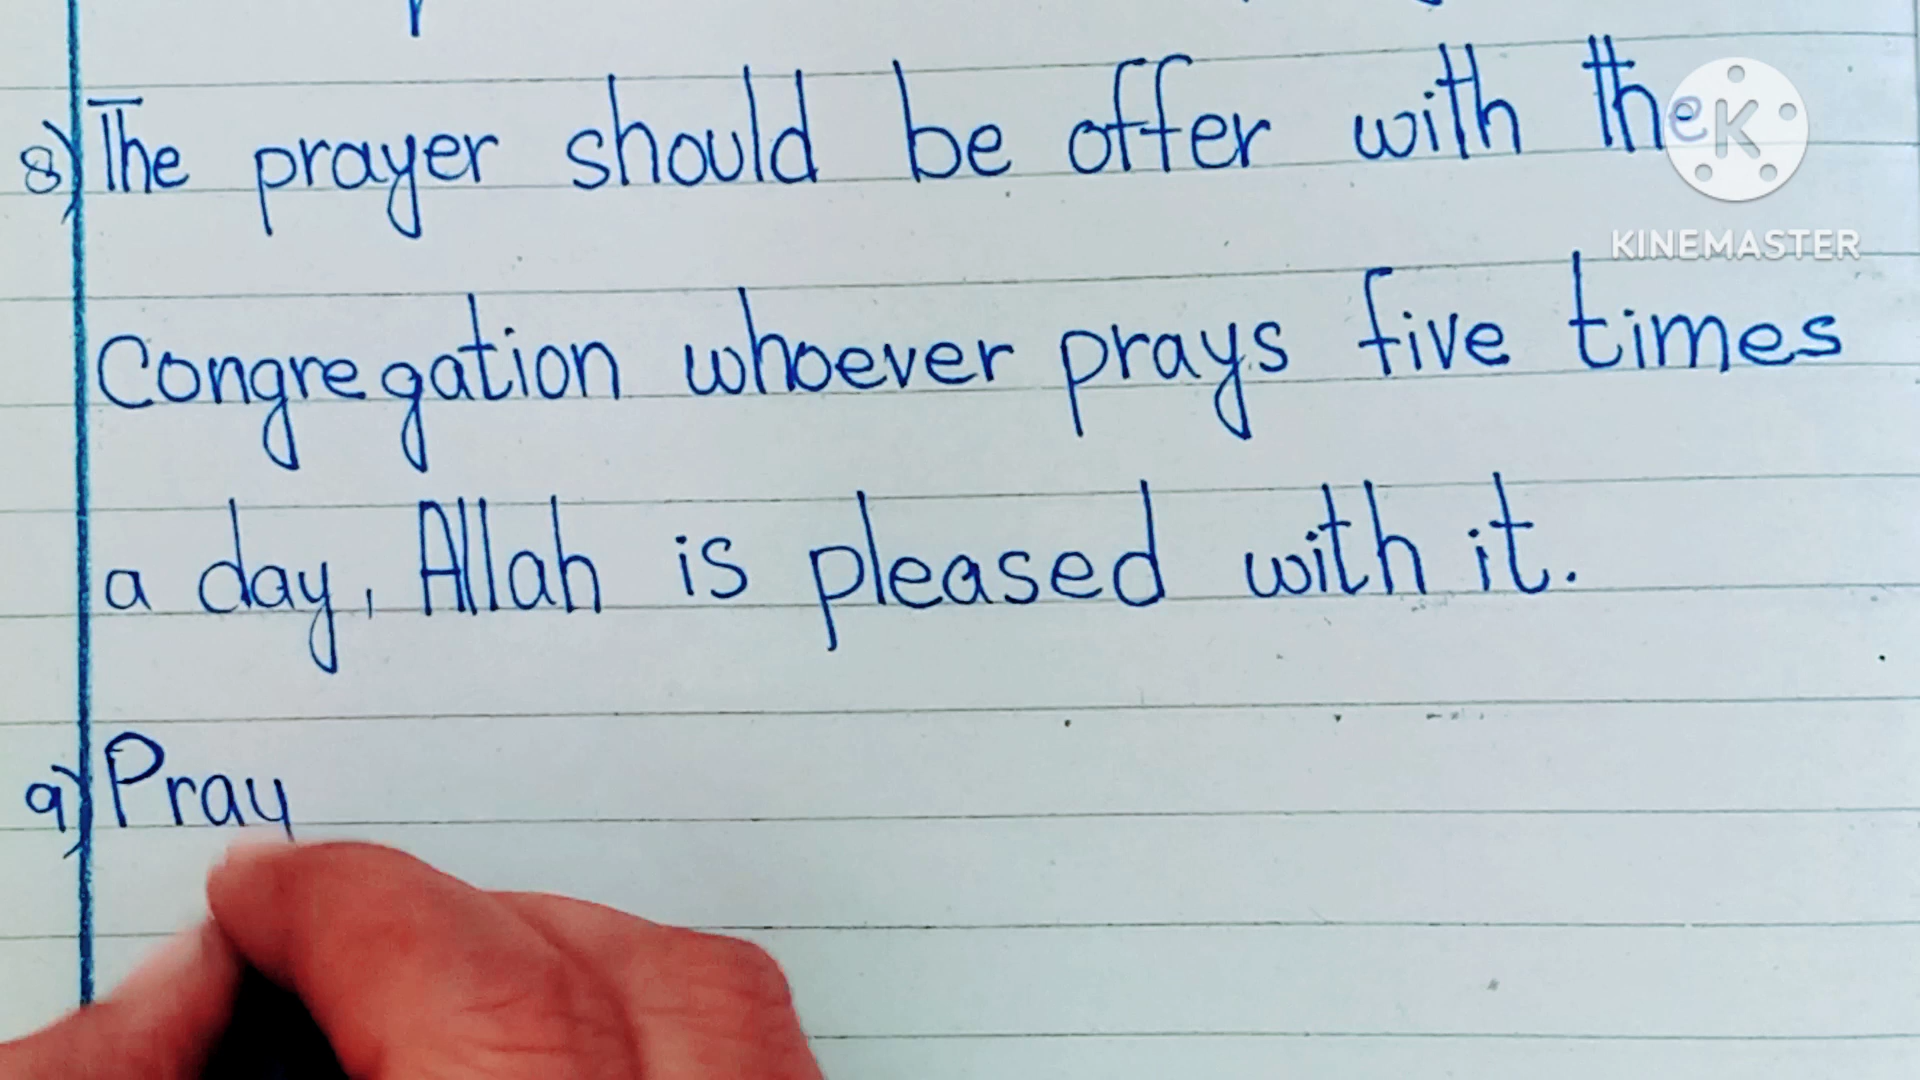 8) The prayer should be offer with the
Congregation whoever prays five times
a day, Allah is pleased with it.
9) Pray
K
KINEMASTER